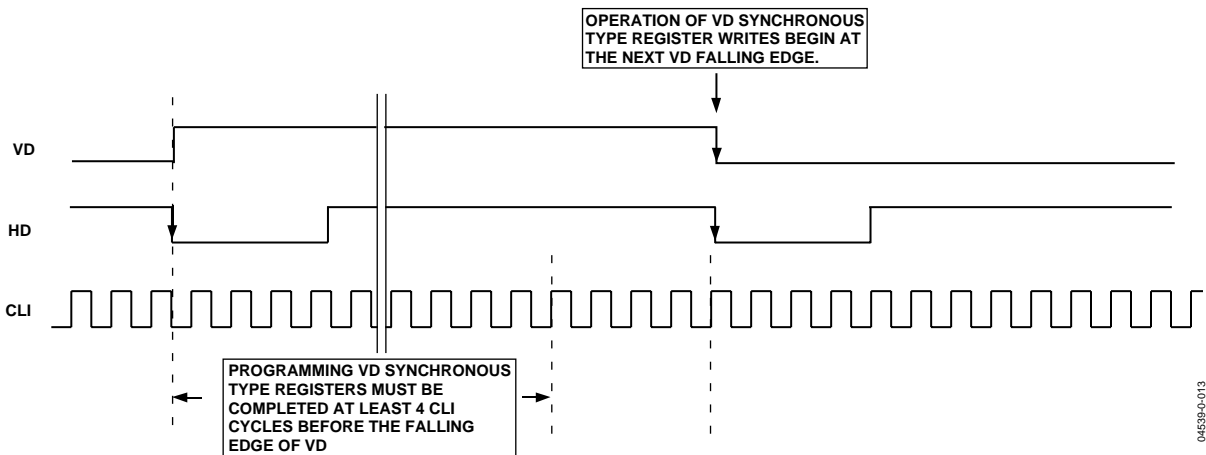 OPERATION OF VD SYNCHRONOUS
TYPE REGISTER WRITES BEGIN AT
THE NEXT VD FALLING EDGE.
VD
HD
CLI
PROGRAMMING VD SYNCHRONOUS
TYPE REGISTERS MUST BE
COMPLETED AT LEAST 4 CLI
CYCLES BEFORE THE FALLING
EDGE OF VD
04539-0-013